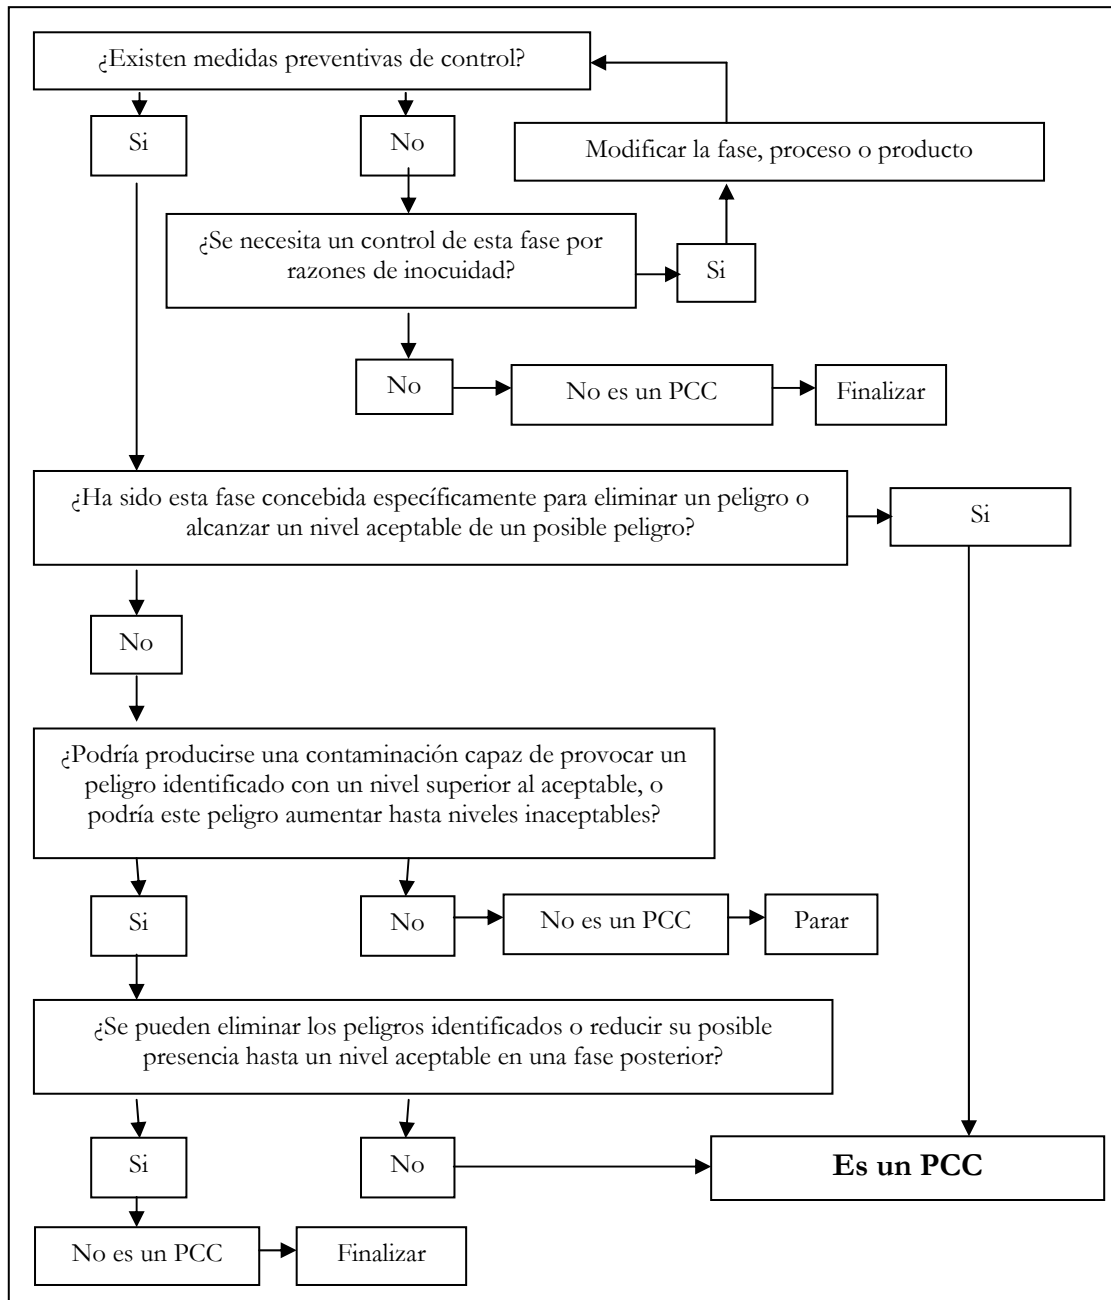 ¿Existen medidas preventivas de control?
Si
No
Modificar la fase, proceso o producto
¿Se necesita un control de esta fase por
razones de inocuidad?
Si
No
No es un PCC
Finalizar
¿Ha sido esta fase concebida específicamente para eliminar un peligro o
alcanzar un nivel aceptable de un posible peligro?
Si
No
¿Podría producirse una contaminación capaz de provocar un
peligro identificado con un nivel superior al aceptable, o
podría este peligro aumentar hasta niveles inaceptables?
Si
No
No es un PCC
Parar
¿Se pueden eliminar los peligros identificados o reducir su posible
presencia hasta un nivel aceptable en una fase posterior?
Si
No
Es un PCC
No es un PCC
Finalizar